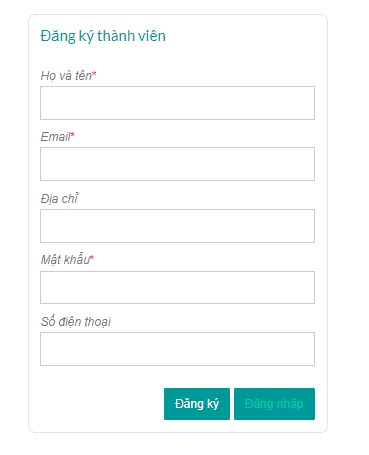 Đăng ký thành viên
Họ và tên*
Email*
Địa chỉ
Mật khẩu*
Số điện thoại
Đăng ký Đăng nhập